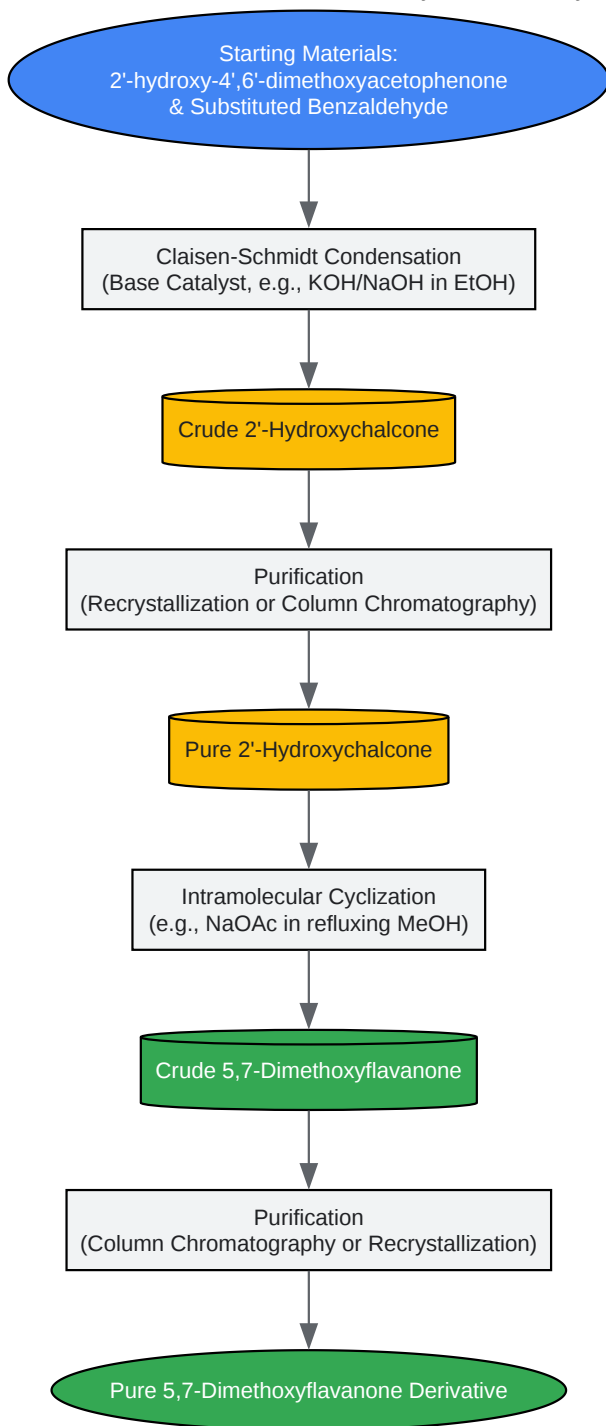 Starting Materials:
2'-hydroxy-4',6'-dimethoxyacetophenone
& Substituted Benzaldehyde
Claisen-Schmidt Condensation
(Base Catalyst, e.g., KOH/NaOH in EtOH)
Crude 2'-Hydroxychalcone
Purification
(Recrystallization or Column Chromatography)
Pure 2'-Hydroxychalcone
Intramolecular Cyclization
(e.g., NaOAc in refluxing MeOH)
Crude 5,7-Dimethoxyflavanone
Purification
(Column Chromatography or Recrystallization)
Pure 5,7-Dimethoxyflavanone Derivative